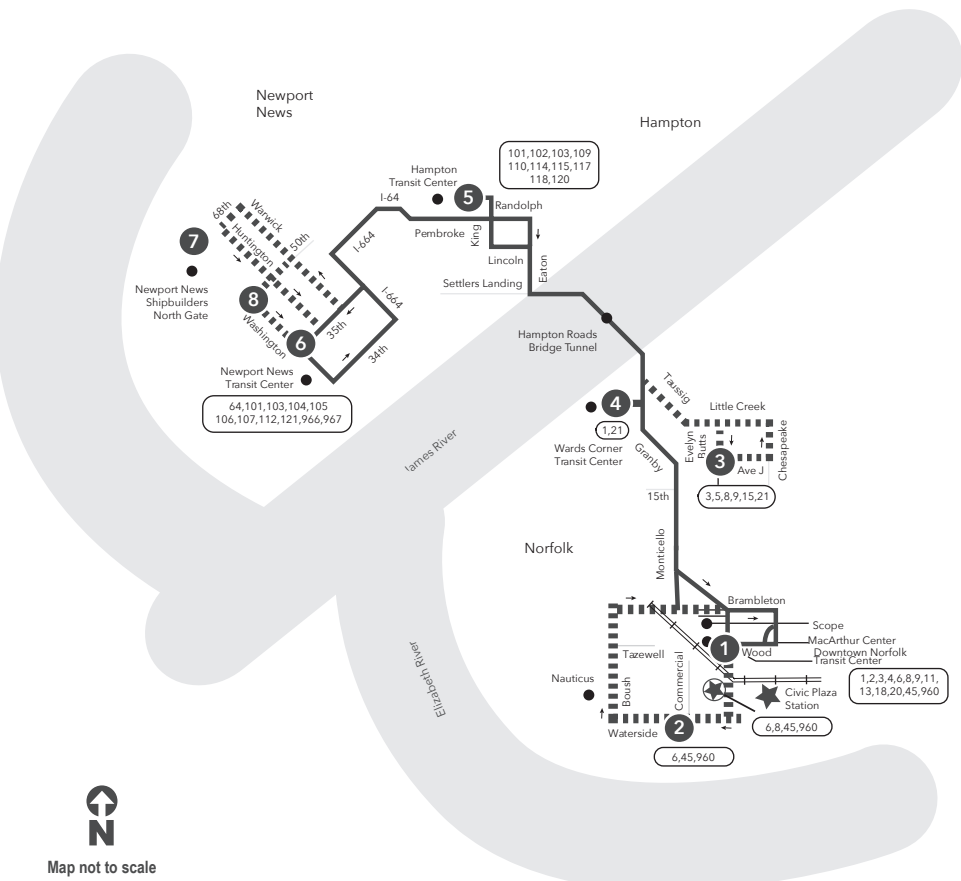 Newport
News
Hampton
101,102,103,109
110,114,115,117
118,120
Hampton
Transit Center
5
I-64
Randolph
68th
Warwick
Pembroke
King
7
Huntington
50th
I-664
Lincoln
Eaton
Newport News
Shipbuilders
North Gate
8
Settlers Landing
I-664
Washington
6
35th
34th
Hampton Roads
Bridge Tunnel
Newport News
Transit Center
64,101,103,104,105
106,107,112,121,966,967
Taussig
4
Little Creek
1,21
Wards Corner
Transit Center
Granby
Evelyn
Butts
Chesapeake
3
Ave J
James River
15th
3,5,8,9,15,21
Norfolk
Monticello
Brambleton
Scope
MacArthur Center
1
Wood
Downtown Norfolk
Transit Center
Tazewell
Elizabeth River
Nauticus
Boush
Commercial
1,2,3,4,6,8,9,11,
13,18,20,45,960
Civic Plaza
Station
Waterside
2
6,8,45,960
6,45,960
N
Map not to scale